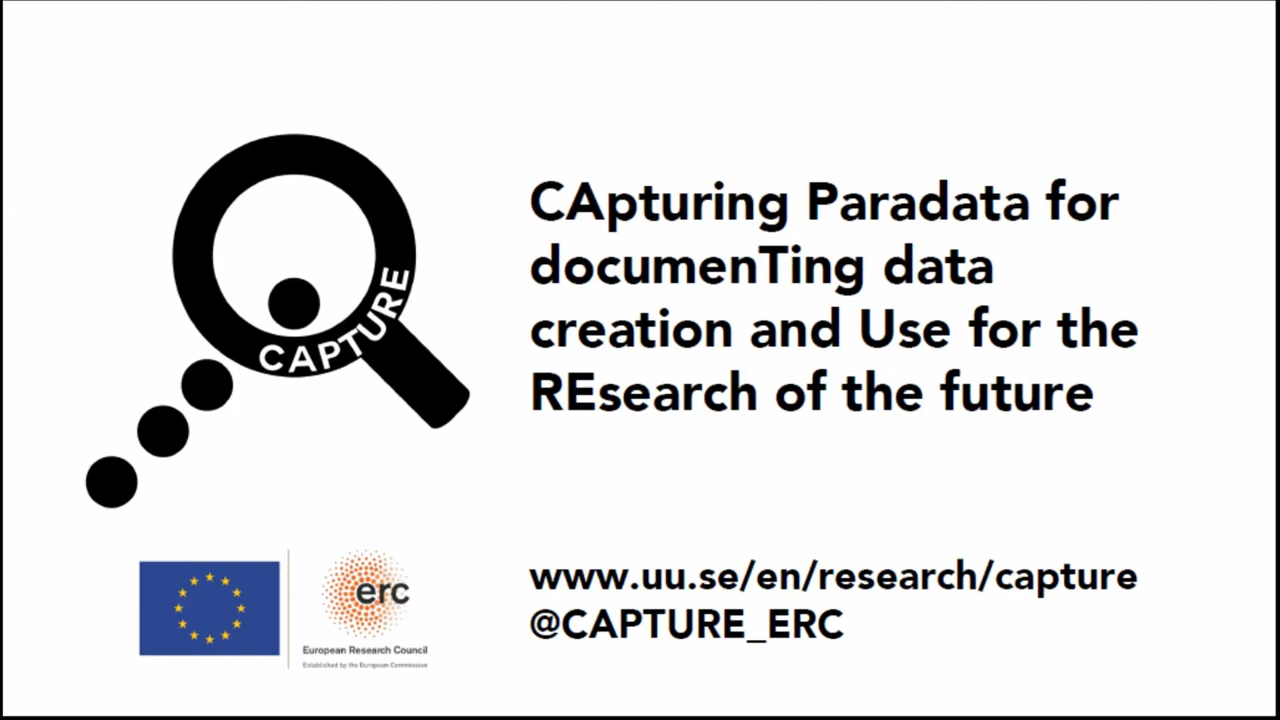 CAPTURE
CApturing Paradata for
documenTing data
creation and Use for the
REsearch of the future
erc
European Research Council
Established by the European Commission
www.uu.se/en/research/capture
@CAPTURE_ERC